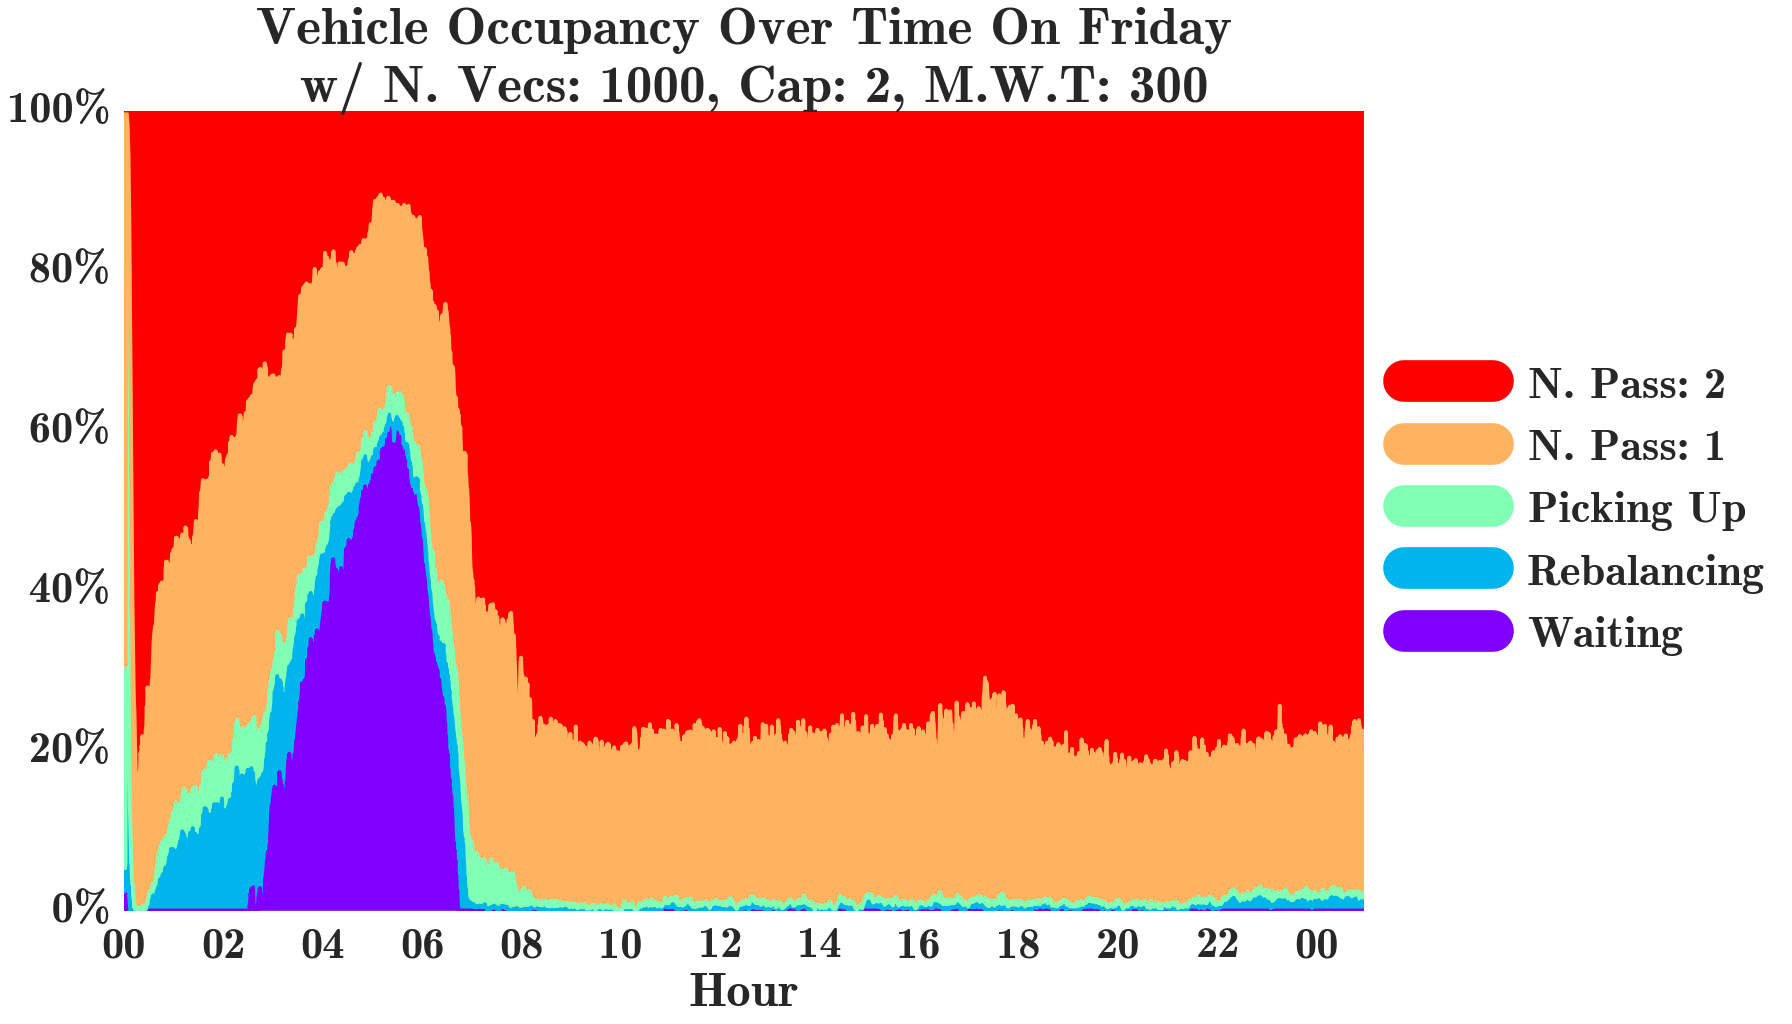 Vehicle Occupancy Over Time On Friday
w/ N. Vecs: 1000, Cap: 2, M.W.T: 300
100%
80%
60%
40%
20%
0%
00 02 04 06 08 10 12 14 16 18 20 22 00
Hour
N. Pass: 2
N. Pass: 1
Picking Up
Rebalancing
Waiting